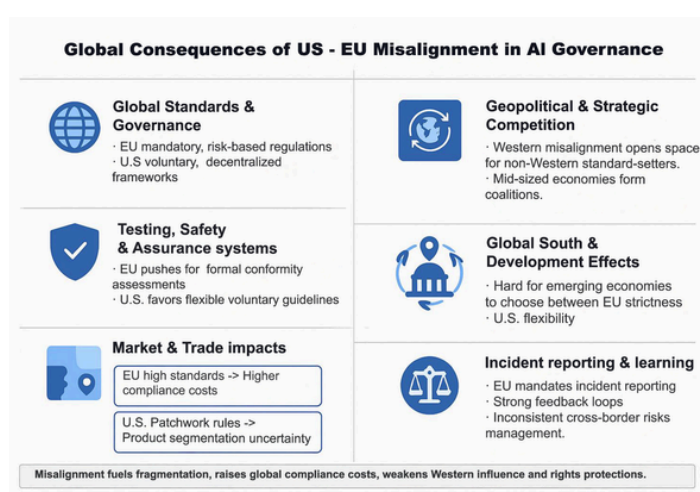 Global Consequences of US - EU Misalignment in AI Governance
Global Standards &
Governance
· EU mandatory, risk-based regulations
· U.S voluntary, decentralized
frameworks
Testing, Safety
& Assurance systems
· EU pushes for formal conformity
assessments
· U.S. favors flexible voluntary guidelines
Market & Trade impacts
EU high standards -> Higher
compliance costs
U.S. Patchwork rules ->
Product segmentation uncertainty
Geopolitical & Strategic
Competition
· Western misalignment opens space
for non-Western standard-setters.
· Mid-sized economies form
coalitions.
Global South &
Development Effects
· Hard for emerging economies
to choose between EU strictness
· U.S. flexibility
Incident reporting & learning
· EU mandates incident reporting
· Strong feedback loops
· Inconsistent cross-border risks
management.
Misalignment fuels fragmentation, raises global compliance costs, weakens Western influence and rights protections.